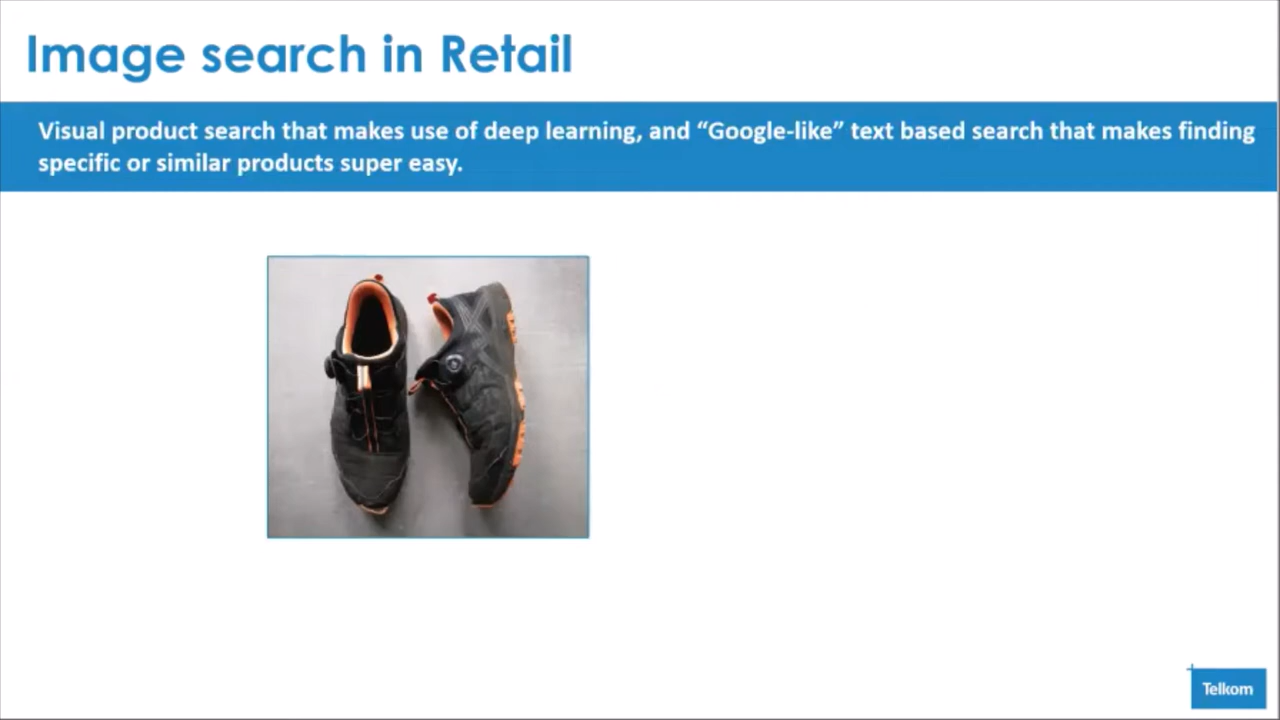 Image search in Retail
Visual product search that makes use of deep learning, and “Google-like” text based search that makes finding
specific or similar products super easy.
Telkom